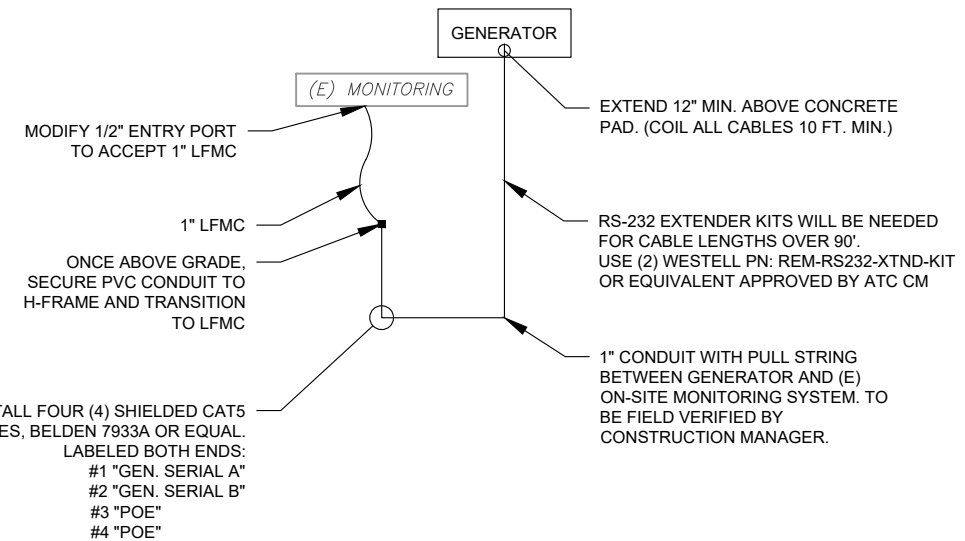 GENERATOR
(E) MONITORING
MODIFY 1/2" ENTRY PORT
TO ACCEPT 1" LFMC
1" LFMC
ONCE ABOVE GRADE,
SECURE PVC CONDUIT TO
H-FRAME AND TRANSITION
TO LFMC
FOUR (4) SHIELDED CAT5
BELDEN 7933A OR EQUAL.
LABELED BOTH ENDS:
#1 "GEN. SERIAL A"
#2 "GEN. SERIAL B"
#3 "POE"
#4 "POE"
EXTEND 12" MIN. ABOVE CONCRETE
PAD. (COIL ALL CABLES 10 FT. MIN.)
RS-232 EXTENDER KITS WILL BE NEEDED
FOR CABLE LENGTHS OVER 90'.
USE (2) WESTELL PN: REM-RS232-XTND-KIT
OR EQUIVALENT APPROVED BY ATC CM
1" CONDUIT WITH PULL STRING
BETWEEN GENERATOR AND (E)
ON-SITE MONITORING SYSTEM. TO
BE FIELD VERIFIED BY
CONSTRUCTION MANAGER.